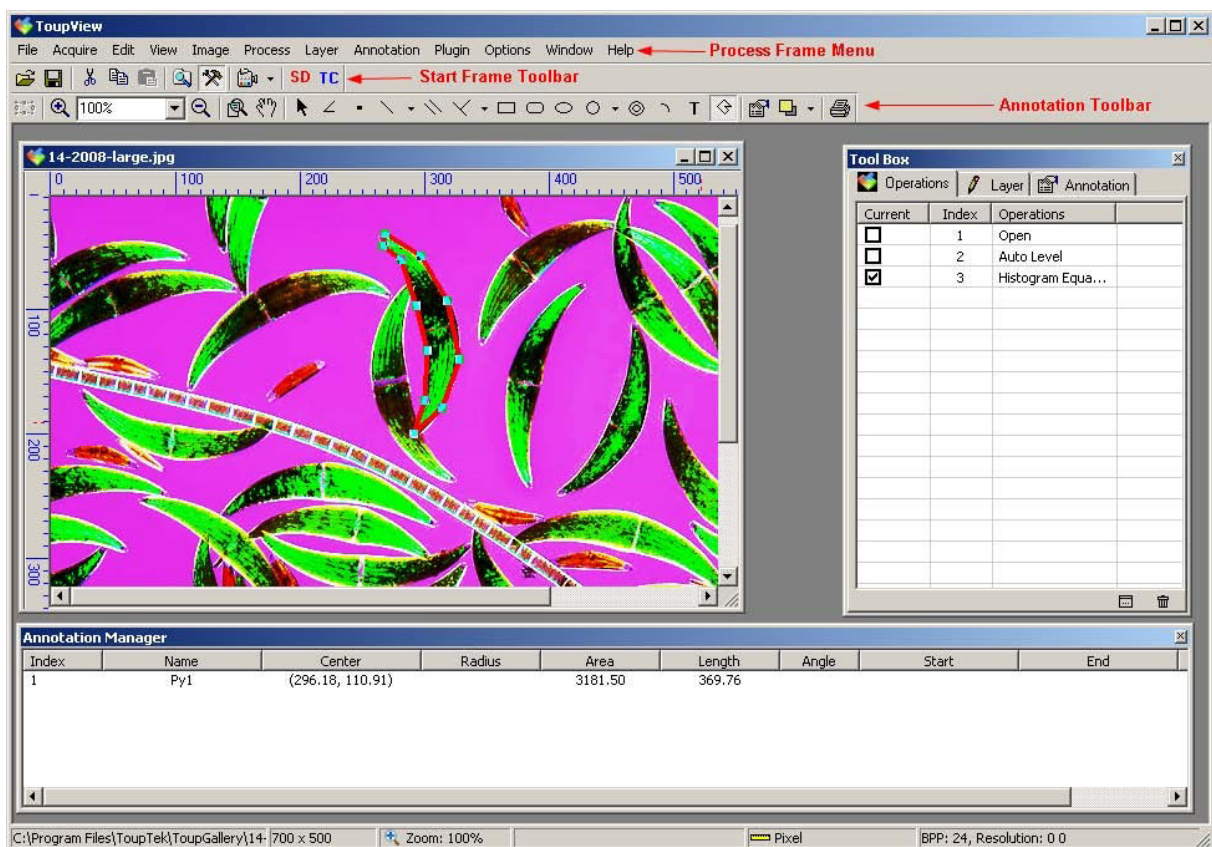 ToupView
File Acquire Edit View Image Process Layer Annotation Plugin Options Window Help Process Frame Menu
SD TC Start Frame Toolbar
100% T Annotation Toolbar
14-2008-large.jpg
0 100 200 300 400 500
100
200
300
Tool Box
Operations Layer Annotation
Current Index Operations
1 Open
2 Auto Level
3 Histogram Equa...
Annotation Manager
Index Name Center Radius Area Length Angle Start End
1 Py1 (296.18, 110.91) 3181.50 369.76
C:\Program Files\ToupTek\ToupGallery\14- 700 x 500 Zoom: 100% Pixel BPP: 24, Resolution: 0 0